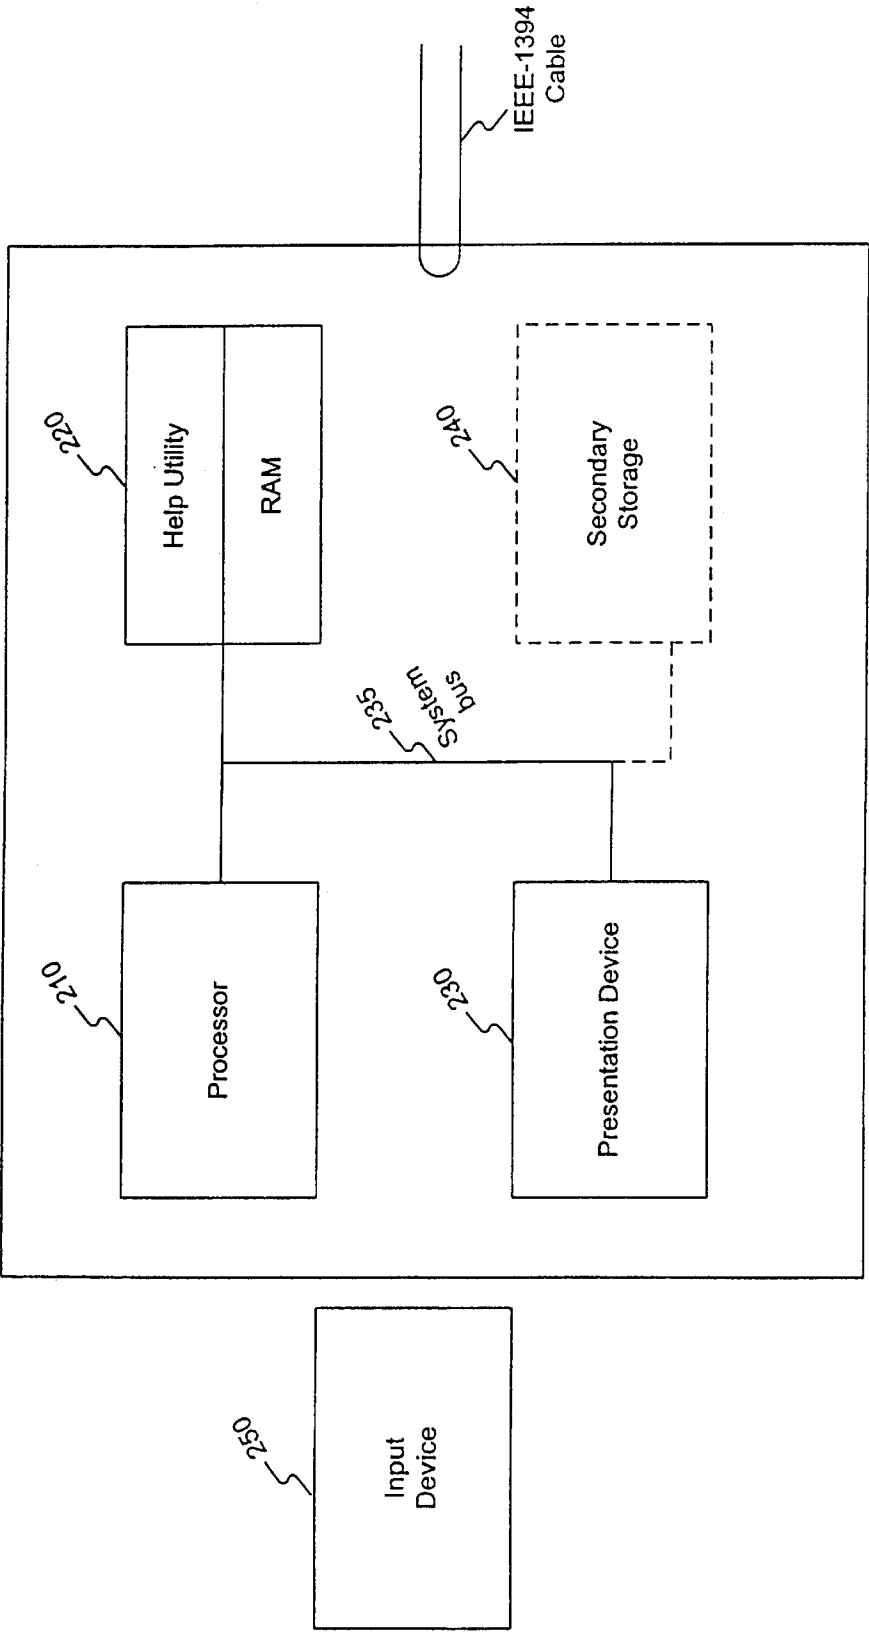 250
Input
Device
210
Processor
220
Help Utility
RAM
235
System
bus
230
Presentation Device
240
Secondary
Storage
IEEE-1394
Cable